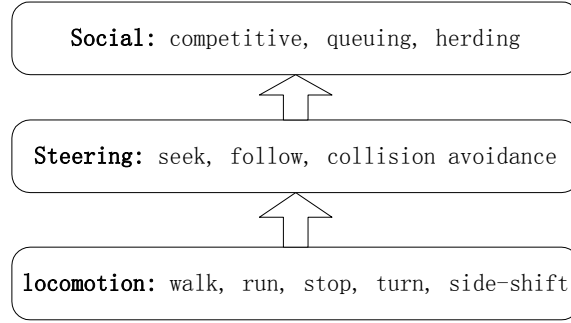 Social: competitive, queuing, herding
Steering: seek, follow, collision avoidance
locomotion: walk, run, stop, turn, side-shift